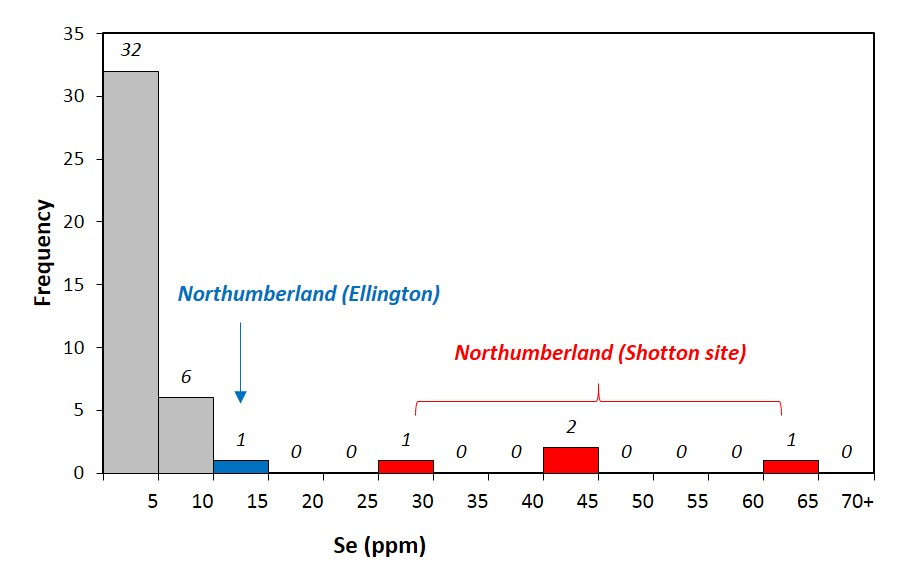 35
32
30
25
20
Northumberland (Ellington)
15
Northumberland (Shotton site)
10
6
5
1 0 0 1 0 0 2 0 0 0 1 0
0
5 10 15 20 25 30 35 40 45 50 55 60 65 70+
Frequency
Se (ppm)